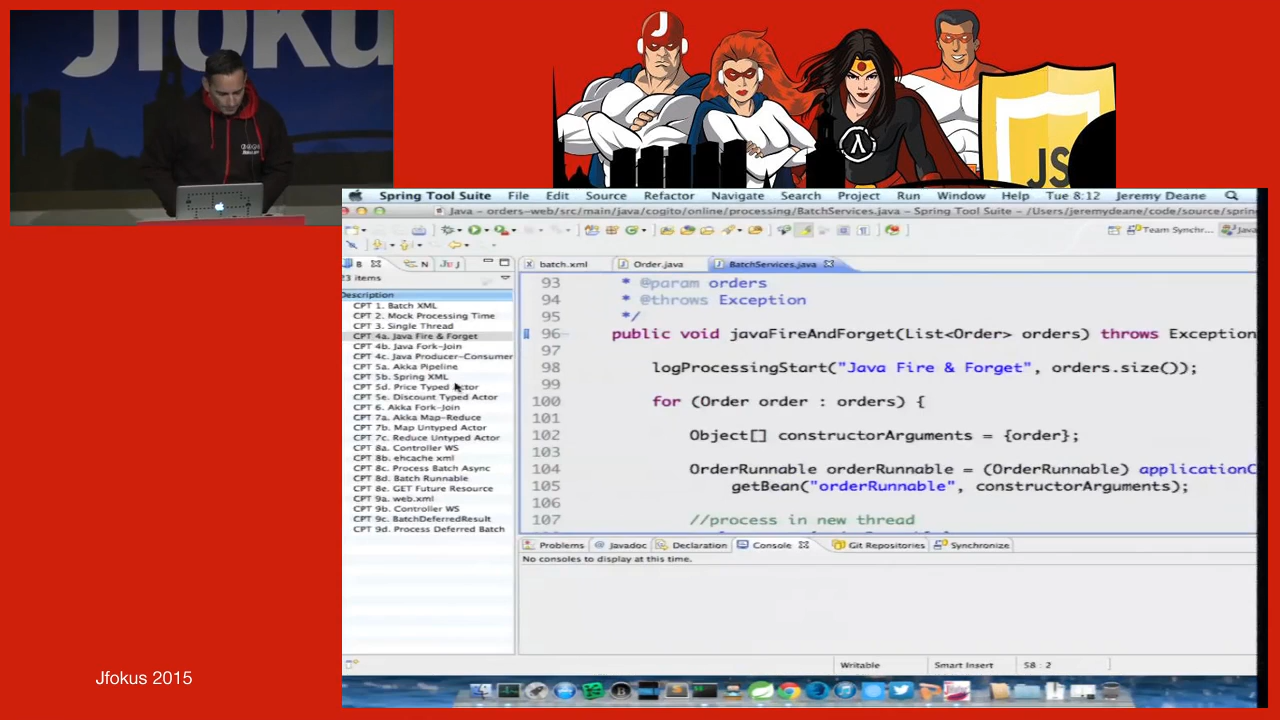 Jfoku
J
JS
Spring Tool Suite File Edit Source Refactor Navigate Search Project Run Window Help Tue 8:12 Jeremy Deane
Java – orders-web/src/main/java/cogito/online/processing/BatchServices.java – Spring Tool Suite – /Users/jeremydeane/code/source/sprin
Team Synchr... Java
B N J
batch.xml Order.java BatchServices.java
23 items
Description
CPT 1. Batch XML
CPT 2. Mock Processing Time
CPT 3. Single Thread
CPT 4a. Java Fire & Forget
CPT 4b. Java Fork-Join
CPT 4c. Java Producer-Consumer
CPT 5a. Akka Pipeline
CPT 5b. Spring XML
CPT 5d. Price Typed Actor
CPT 5e. Discount Typed Actor
CPT 6. Akka Fork-Join
CPT 7a. Akka Map-Reduce
CPT 7b. Map Untyped Actor
CPT 7c. Reduce Untyped Actor
CPT 8a. Controller WS
CPT 8b. ehcache xml
CPT 8c. Process Batch Async
CPT 8d. Batch Runnable
CPT 8e. GET Future Resource
CPT 9a. web.xml
CPT 9b. Controller WS
CPT 9c. BatchDeferredResult
CPT 9d. Process Deferred Batch
93 * @param orders
94 * @throws Exception
95 */
96 public void javaFireAndForget(List<Order> orders) throws Exception
97
98 logProcessingStart("Java Fire & Forget", orders.size());
99
100 for (Order order : orders) {
101
102 Object[] constructorArguments = {order};
103
104 OrderRunnable orderRunnable = (OrderRunnable) applicationC
105 getBean("orderRunnable", constructorArguments);
106
107 //process in new thread
Problems @ Javadoc Declaration Console Git Repositories Synchronize
No consoles to display at this time.
Writable Smart Insert 58 : 2
Jfokus 2015